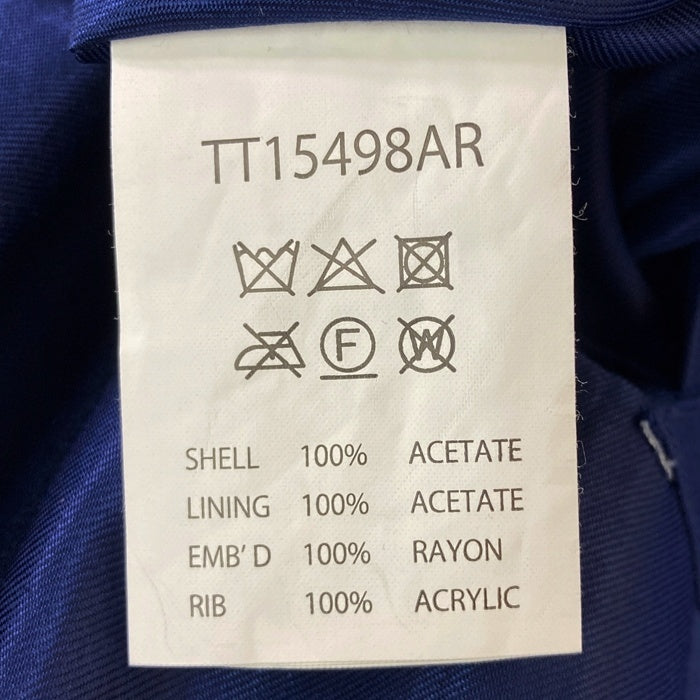 TT15498AR
F W
SHELL 100% ACETATE
LINING 100% ACETATE
EMB'D 100% RAYON
RIB 100% ACRYLIC